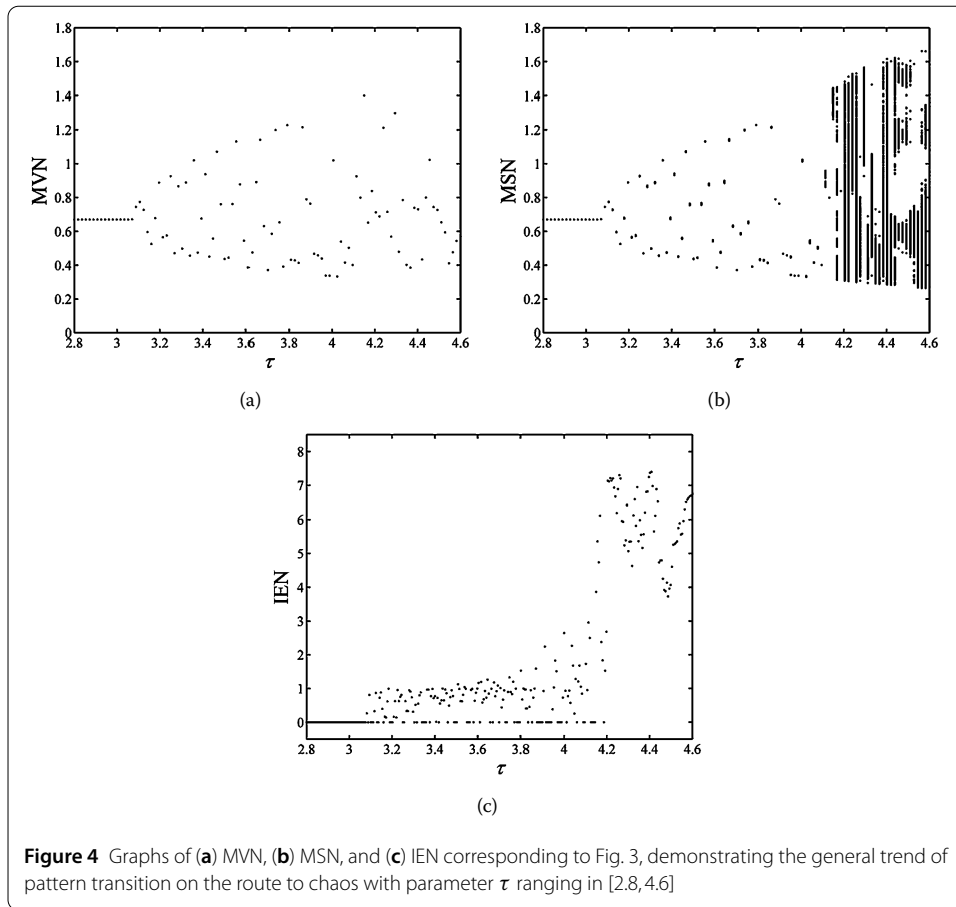 1.8
1.6
1.4
1.2
1
0.8
0.6
0.4
0.2
0
MVN
2.8 3 3.2 3.4 3.6 3.8 4 4.2 4.4 4.6
τ
(a)
1.8
1.6
1.4
1.2
1
0.8
0.6
0.4
0.2
0
MSN
2.8 3 3.2 3.4 3.6 3.8 4 4.2 4.4 4.6
τ
(b)
8
7
6
5
4
3
2
1
0
IEN
2.8 3 3.2 3.4 3.6 3.8 4 4.2 4.4 4.6
τ
(c)
Figure 4 Graphs of (a) MVN, (b) MSN, and (c) IEN corresponding to Fig. 3, demonstrating the general trend of
pattern transition on the route to chaos with parameter τ ranging in [2.8, 4.6]